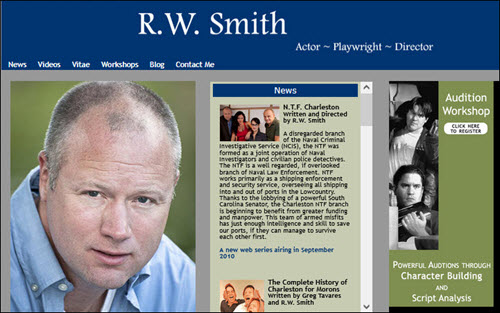 R.W. Smith
Actor ~ Playwright ~ Director
News Videos Vitae Workshops Blog Contact Me
News
N.T.F. Charleston
Written and Directed
by R.W. Smith
A disregarded branch
of the Naval Criminal
Investigative Service (NCIS), the NTF was
formed as a joint operation of Naval
Investigators and civilian police detectives.
The NTF is a well regarded, if overlooked
branch of Naval Law Enforcement. NTF
works primarily as a shipping enforcement
and security service, overseeing all shipping
into and out of ports in the Lowcountry.
Thanks to the lobbying of a powerful South
Carolina Senator, the Charleston NTF branch
is beginning to benefit from greater funding
and manpower. This team of armed misfits
has just enough intelligence and skill to save
our ports, if they can manage to survive
each other first.
A new web series airing in September
2010
The Complete History of
Charleston for Morons
Written by Greg Tavares
and R.W. Smith
Audition
Workshop
CLICK HERE
TO REGISTER
POWERFUL AUDTIONS THROUGH
Character Building
AND
Script Analysis